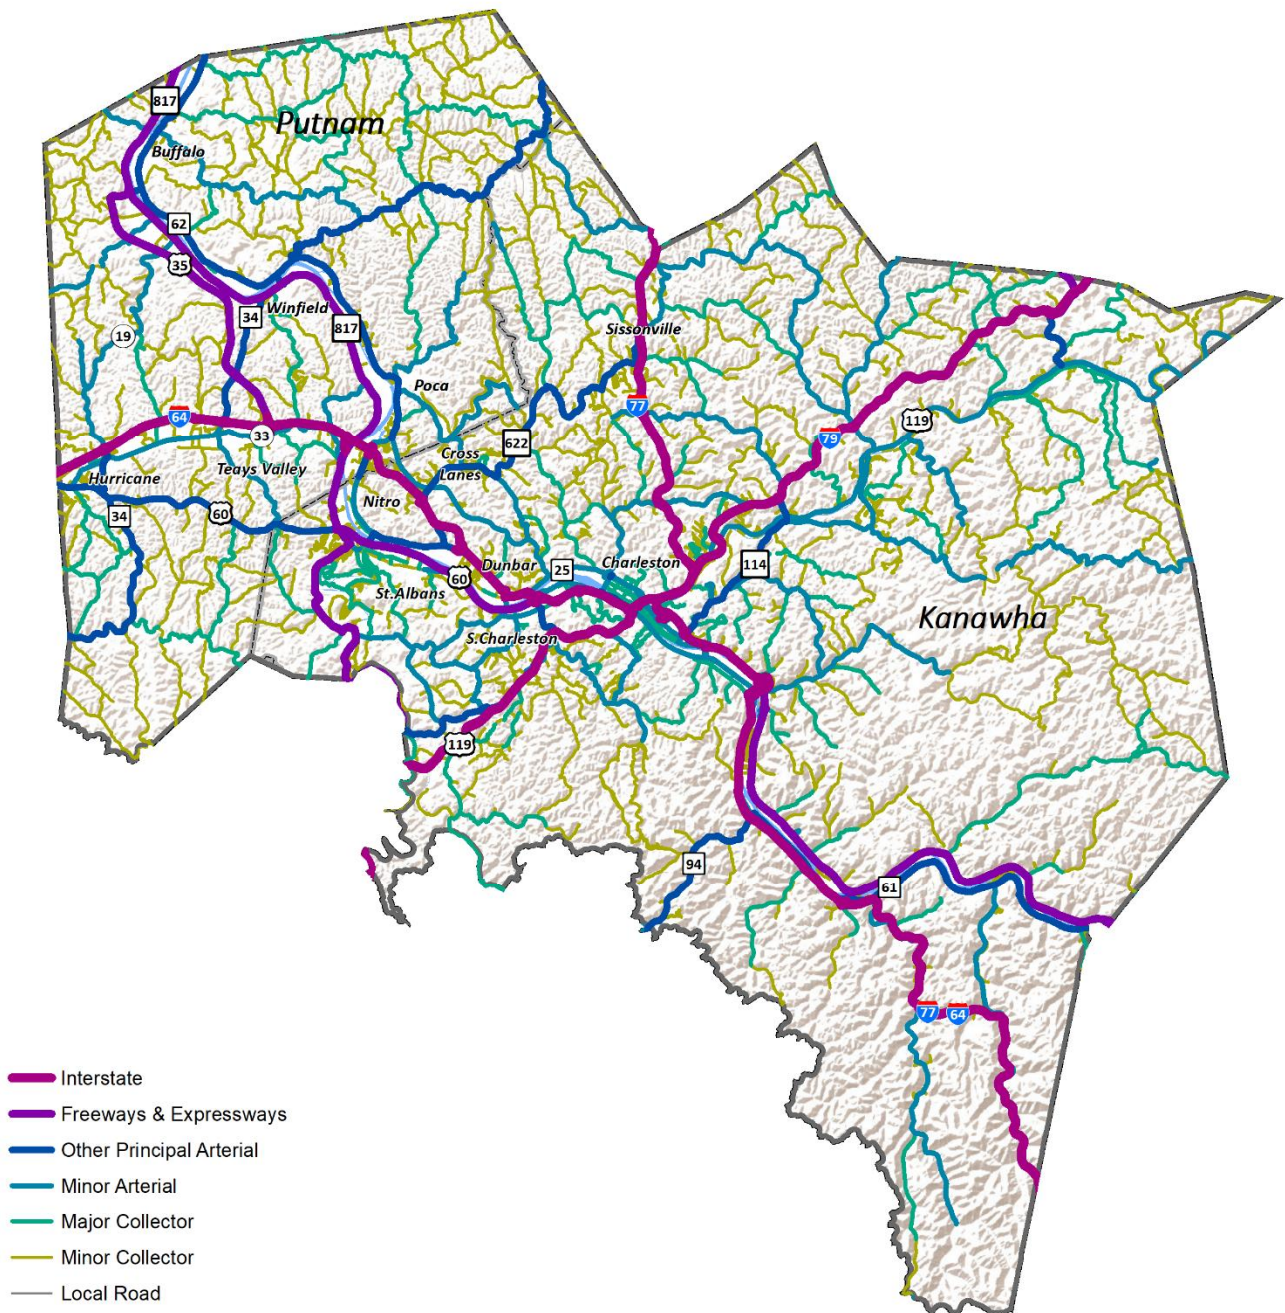 817
Putnam
Buffalo
62
35
Winfield
34
817
19
Sissonville
Poca
64
77
119
33
622
79
Cross
Lanes
Teays Valley
Hurricane
Nitro
34
60
Charleston
Dunbar
25
114
60
St.Albans
Kanawha
S.Charleston
119
94
61
77
64
Interstate
Freeways & Expressways
Other Principal Arterial
Minor Arterial
Major Collector
Minor Collector
Local Road